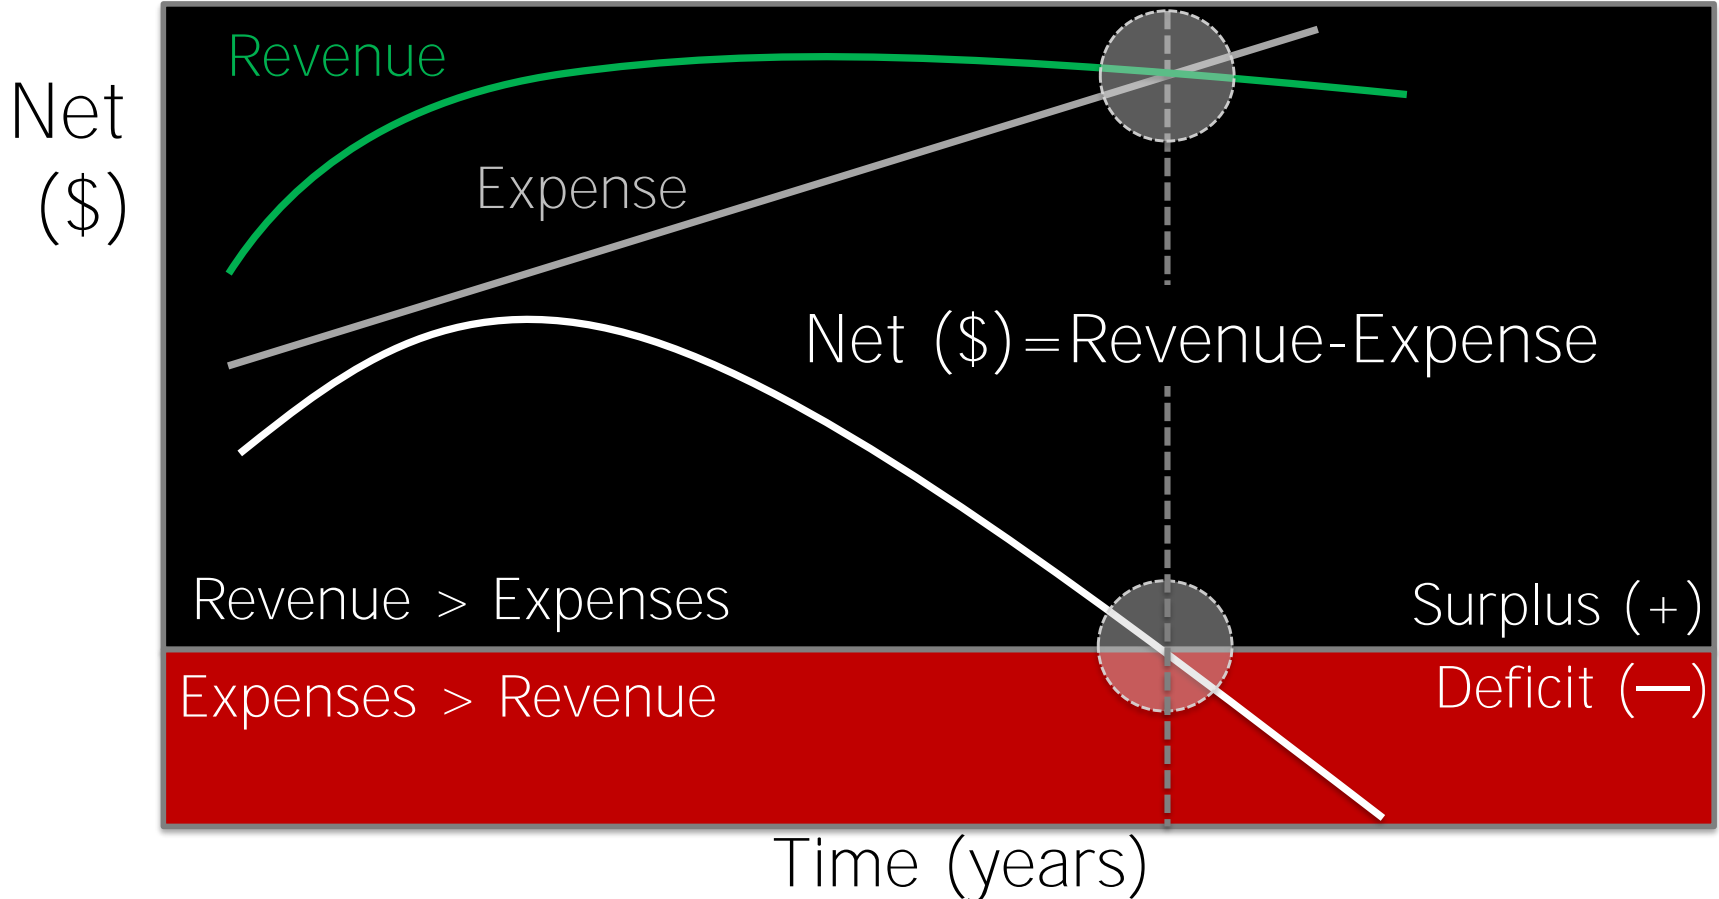 Revenue
Net
($)
Expense
Net ($)=Revenue-Expense
Revenue > Expenses
Surplus (+)
Expenses > Revenue
Deficit (—)
Time (years)